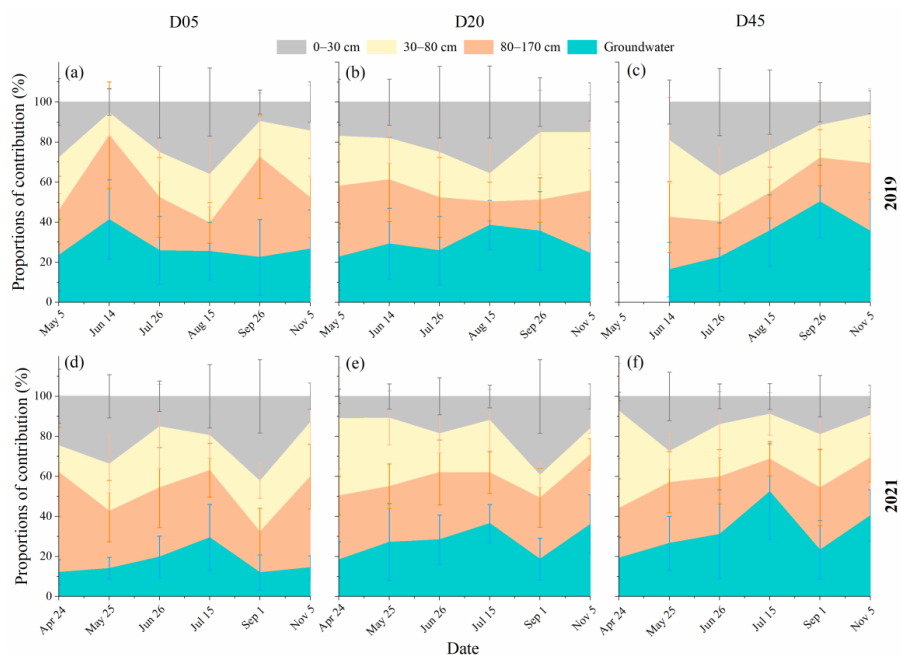 D05 D20 D45
0–30 cm 30–80 cm 80–170 cm Groundwater
(a) (b) (c)
Proportions of contribution (%)
100
80
60
40
20
0
May 5 Jun 14 Jul 26 Aug 15 Sep 26 Nov 5
May 5 Jun 14 Jul 26 Aug 15 Sep 26 Nov 5
May 5 Jun 14 Jul 26 Aug 15 Sep 26 Nov 5
2019
(d) (e) (f)
Proportions of contribution (%)
100
80
60
40
20
0
Apr 24 May 25 Jun 26 Jul 15 Sep 1 Nov 5
Apr 24 May 25 Jun 26 Jul 15 Sep 1 Nov 5
Apr 24 May 25 Jun 26 Jul 15 Sep 1 Nov 5
2021
Date